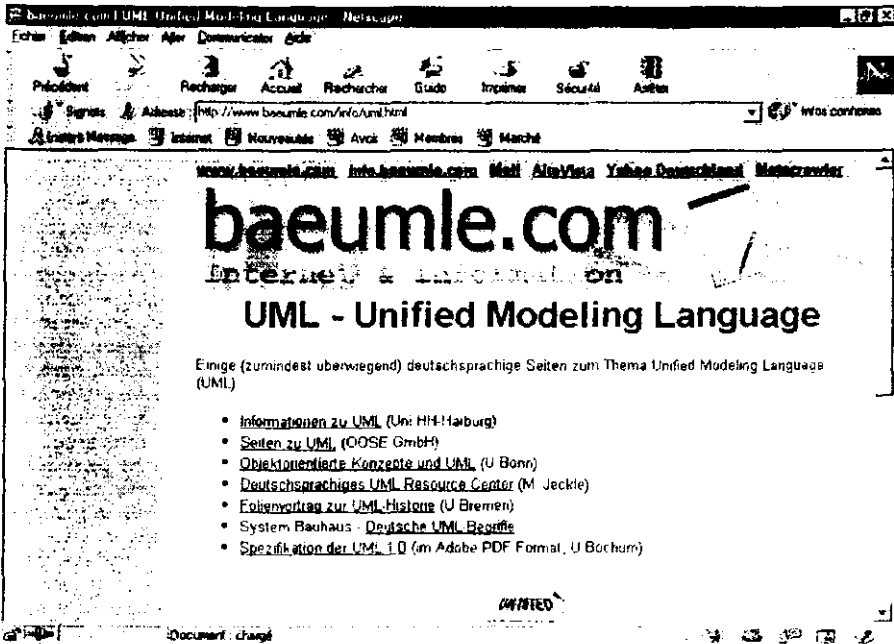 baeumle.com | UML Unified Modeling Language - Netscape
Fichier Edition Afficher Aller Communicator Aide
Précédent Recharger Accueil Rechercher Guide Imprimer Sécurité Arrêter
Signets Adresse : http://www.baeumle.com/info/uml.html Infos connexes
Message Internet Nouveautés Membres Marché
www.baeumle.com info.baeumle.com Mail AltaVista Yahoo Deutschland Metacrawler
baeumle.com
Internet & Information
UML - Unified Modeling Language
Einige (zumindest überwiegend) deutschsprachige Seiten zum Thema Unified Modeling Language
(UML)
• Informationen zu UML (Uni HH-Harburg)
• Seiten zu UML (OOSE GmbH)
• Objektorientierte Konzepte und UML (U Bonn)
• Deutschsprachiges UML Resource Center (M. Jeckle)
• Folienvortrag zur UML-Historie (U Bremen)
• System Bauhaus - Deutsche UML-Begriffe
• Spezifikation der UML 1.0 (im Adobe PDF Format, U Bochum)
UNIFIED
Document : chargé